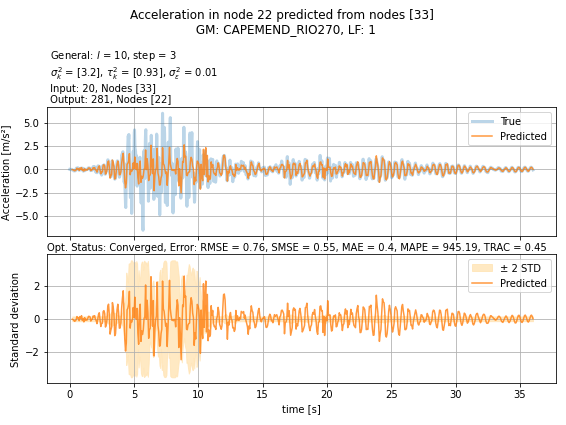 Acceleration in node 22 predicted from nodes [33]
GM: CAPEMEND_RIO270, LF: 1
General: l = 10, step = 3
σ²ₖ = [3.2], τ²ₖ = [0.93], σ²ε = 0.01
Input: 20, Nodes [33]
Output: 281, Nodes [22]
Acceleration [m/s²]
5.0
2.5
0.0
−2.5
−5.0
True
Predicted
Opt. Status: Converged, Error: RMSE = 0.76, SMSE = 0.55, MAE = 0.4, MAPE = 945.19, TRAC = 0.45
Standard deviation
2
0
−2
± 2 STD
Predicted
0 5 10 15 20 25 30 35
time [s]